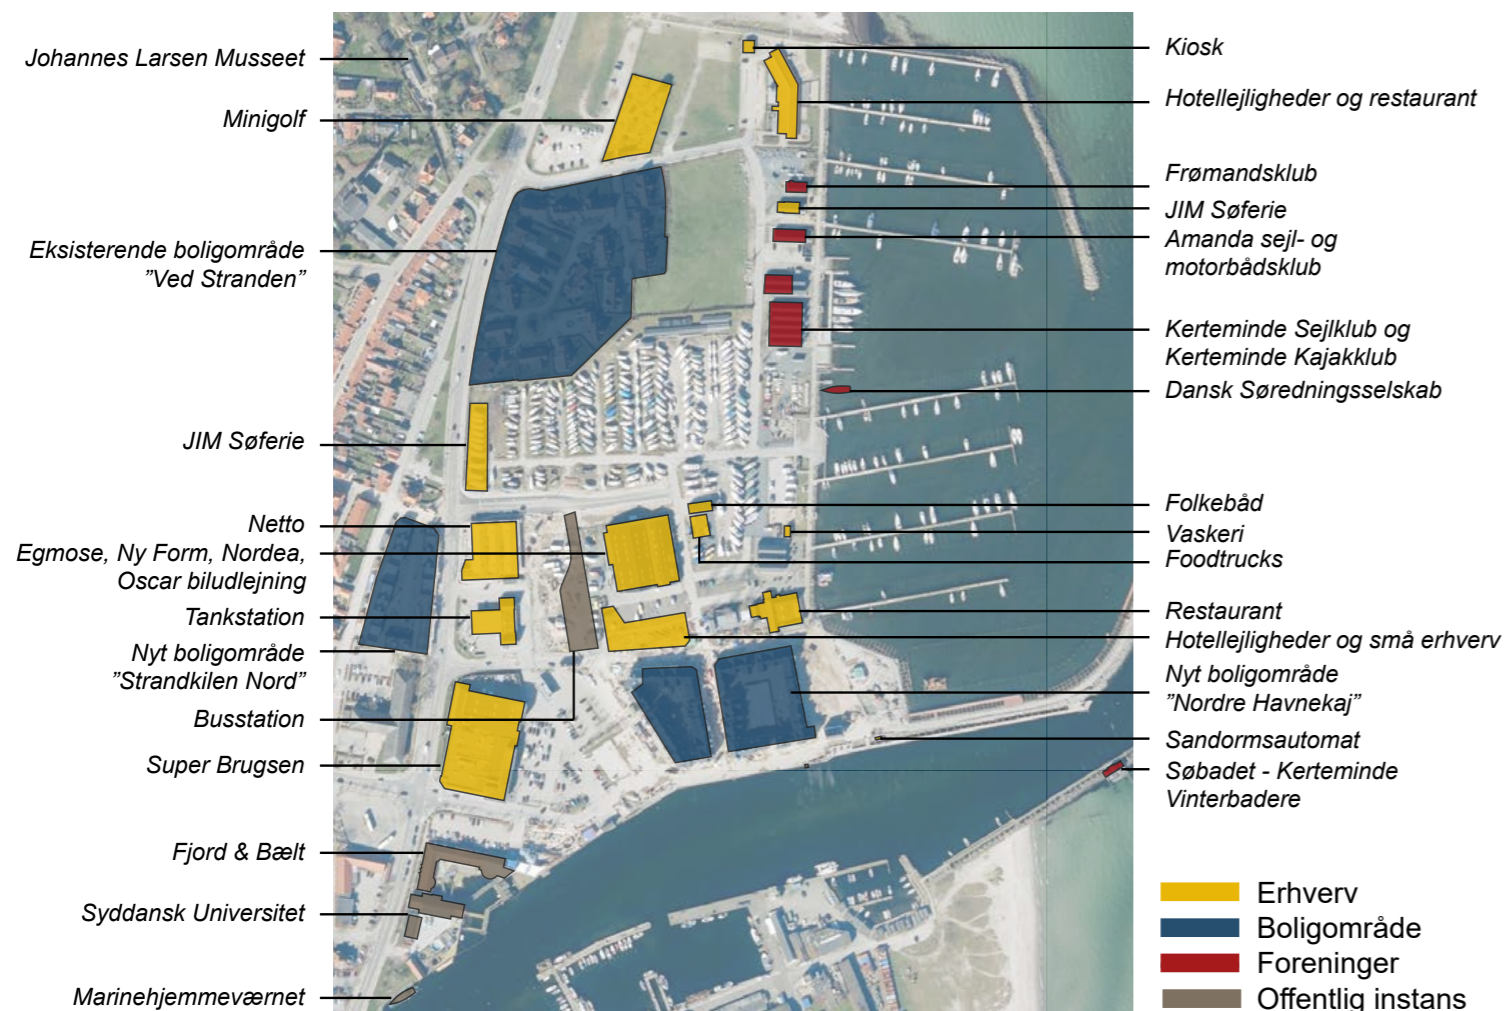 Johannes Larsen Musseet
Minigolf
Eksisterende boligområde
”Ved Stranden”
JIM Søferie
Netto
Egmose, Ny Form, Nordea,
Oscar biludlejning
Tankstation
Nyt boligområde
”Strandkilen Nord”
Busstation
Super Brugsen
Fjord & Bælt
Syddansk Universitet
Marinehjemmeværnet
Kiosk
Hotellejligheder og restaurant
Frømandsklub
JIM Søferie
Amanda sejl- og
motorbådsklub
Kerteminde Sejlklub og
Kerteminde Kajakklub
Dansk Søredningsselskab
Folkebåd
Vaskeri
Foodtrucks
Restaurant
Hotellejligheder og små erhverv
Nyt boligområde
”Nordre Havnekaj”
Sandormsautomat
Søbadet - Kerteminde
Vinterbadere
Erhverv
Boligområde
Foreninger
Offentlig instans